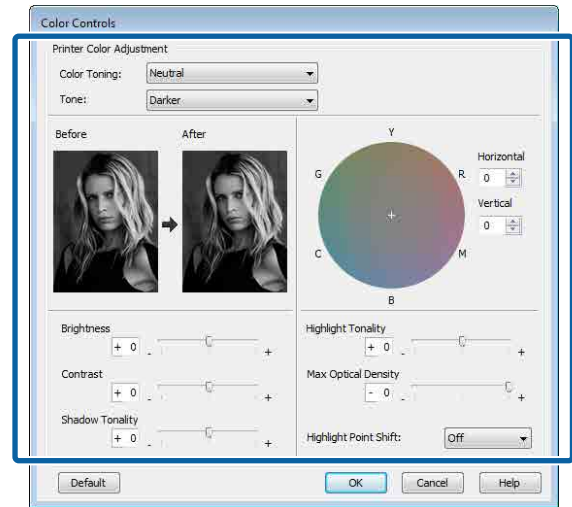 Color Controls
Printer Color Adjustment
Color Toning: Neutral
Tone: Darker
Before After
Y
G R
C M
B
Horizontal
0
Vertical
0
Brightness
+ 0 - +
Contrast
+ 0 - +
Shadow Tonality
+ 0 - +
Highlight Tonality
+ 0 - +
Max Optical Density
- 0 - +
Highlight Point Shift: Off
Default OK Cancel Help